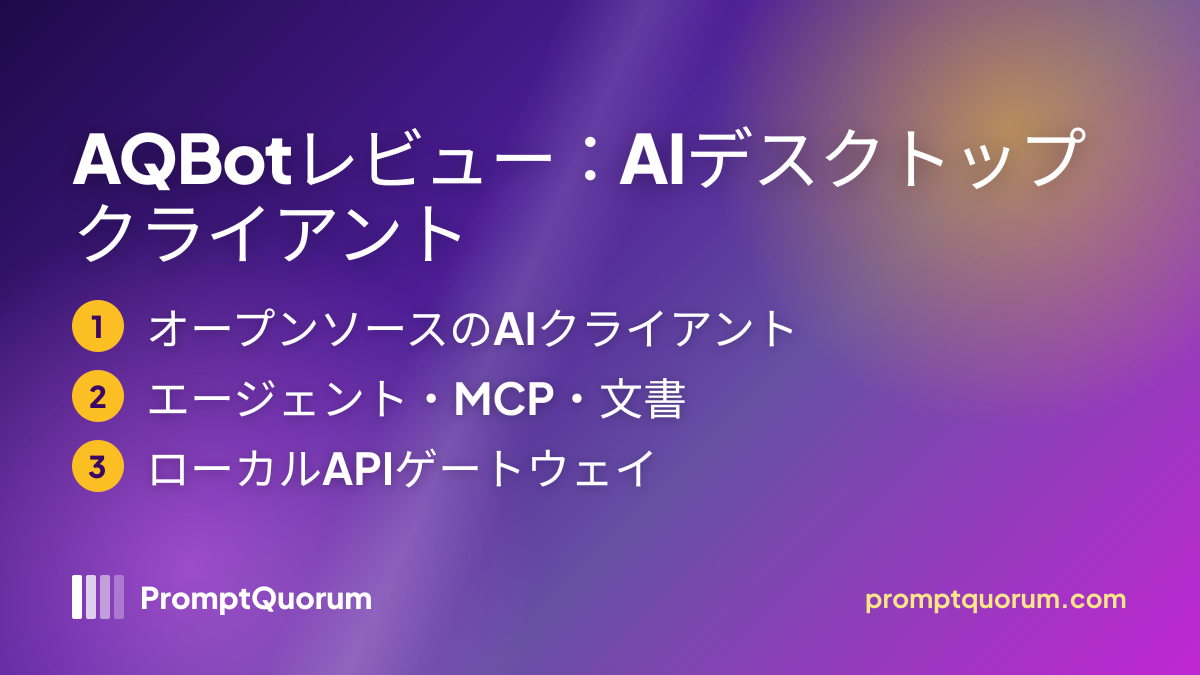 AQBotレビュー：AIデスクトップ
クライアント
1 オープンソースのAIクライアント
2 エージェント・MCP・文書
3 ローカルAPIゲートウェイ
PromptQuorum
promptquorum.com